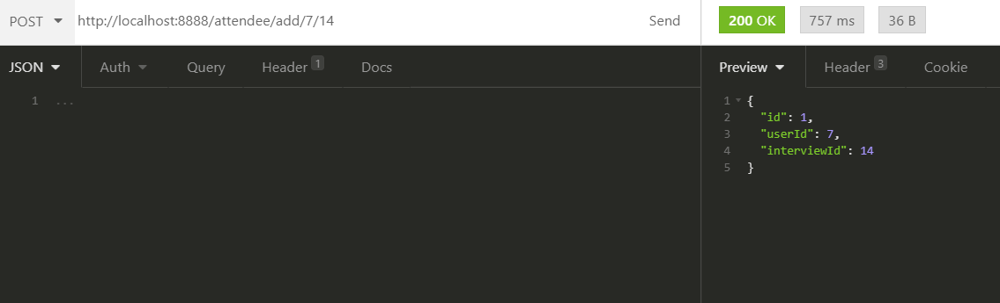 POST http://localhost:8888/attendee/add/7/14 Send 200 OK 757 ms 36 B
JSON Auth Query Header 1 Docs Preview Header 3 Cookie
1 ...
1 {
2 "id": 1,
3 "userId": 7,
4 "interviewId": 14
5 }